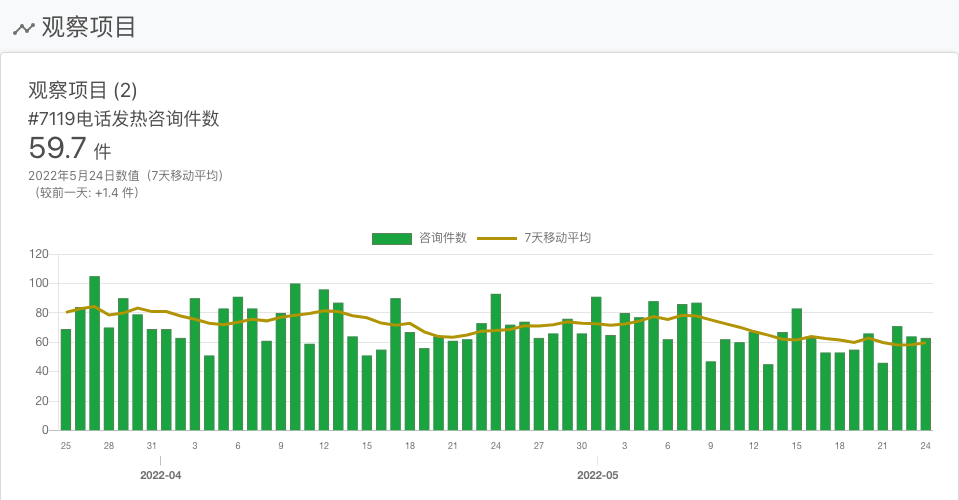 观察项目
观察项目 (2)
#7119电话发热咨询件数
59.7 件
2022年5月24日数值（7天移动平均）
（较前一天: +1.4 件）
咨询件数 7天移动平均
120
100
80
60
40
20
0
25 28 31 3 6 9 12 15 18 21 24 27 30 3 6 9 12 15 18 21 24
2022-04 2022-05